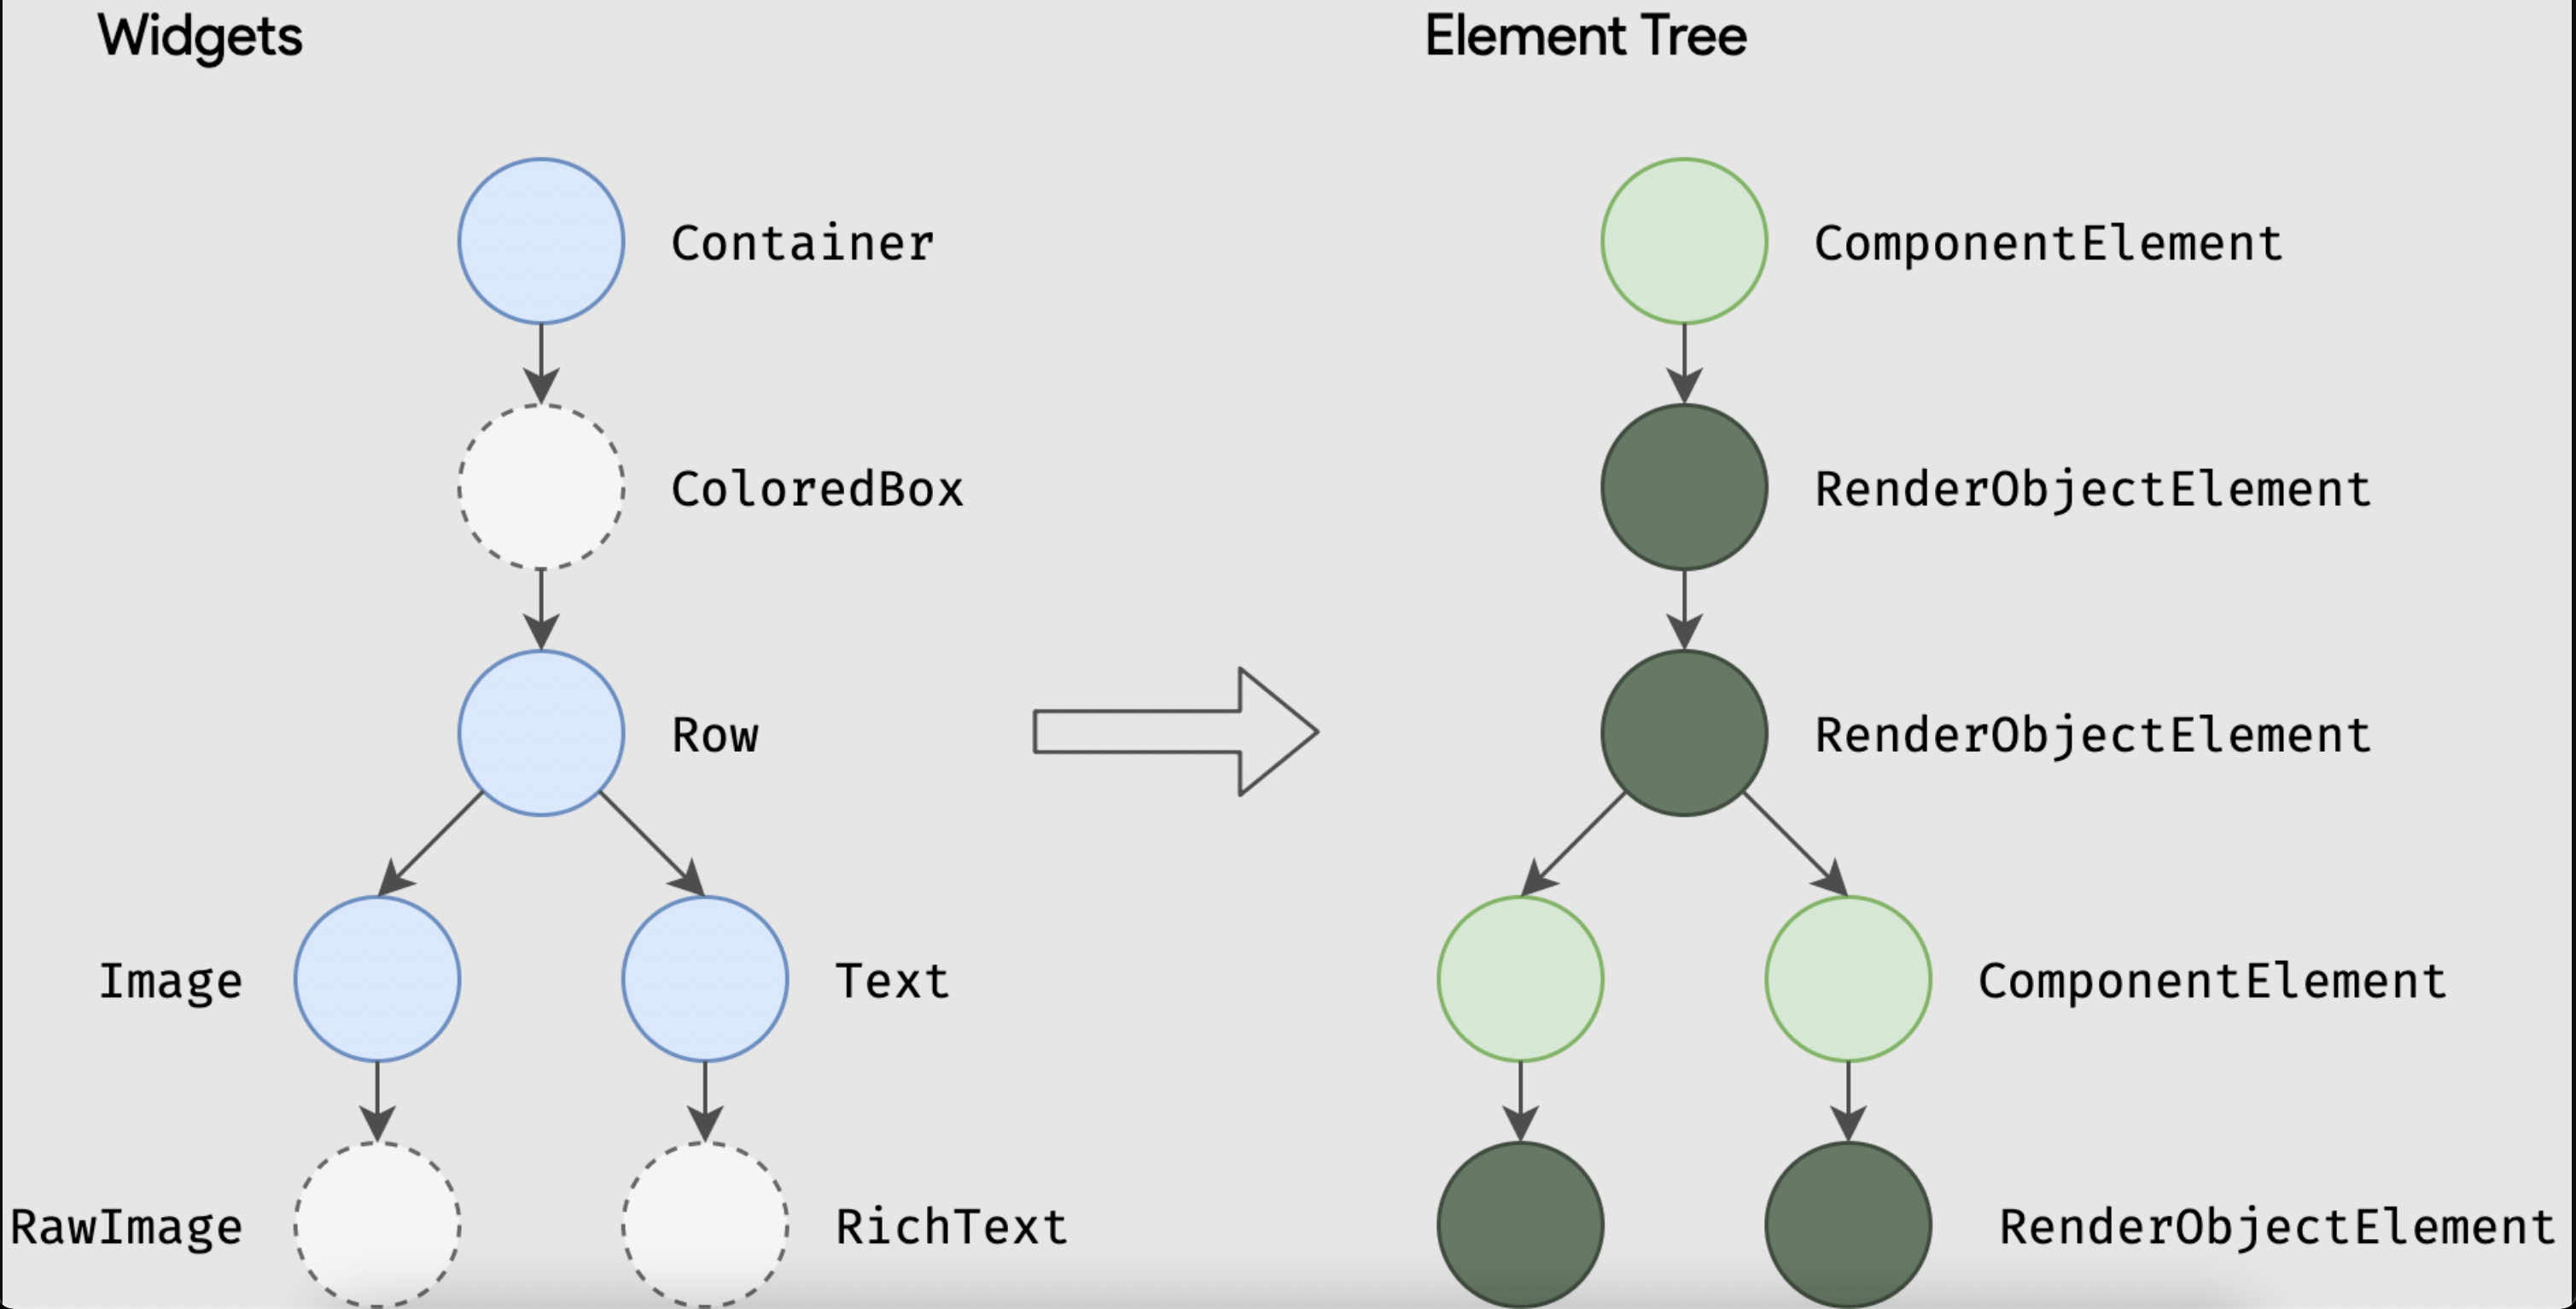 Widgets
Element Tree
Container
ComponentElement
ColoredBox
RenderObjectElement
Row
RenderObjectElement
Image
Text
ComponentElement
RawImage
RichText
RenderObjectElement